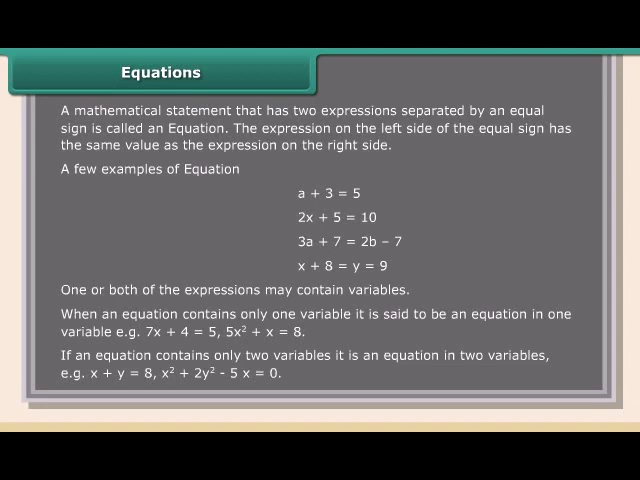 Equations
A mathematical statement that has two expressions separated by an equal
sign is called an Equation. The expression on the left side of the equal sign has
the same value as the expression on the right side.
A few examples of Equation
a + 3 = 5
2x + 5 = 10
3a + 7 = 2b – 7
x + 8 = y = 9
One or both of the expressions may contain variables.
When an equation contains only one variable it is said to be an equation in one
variable e.g. 7x + 4 = 5, 5x² + x = 8.
If an equation contains only two variables it is an equation in two variables,
e.g. x + y = 8, x² + 2y² - 5 x = 0.